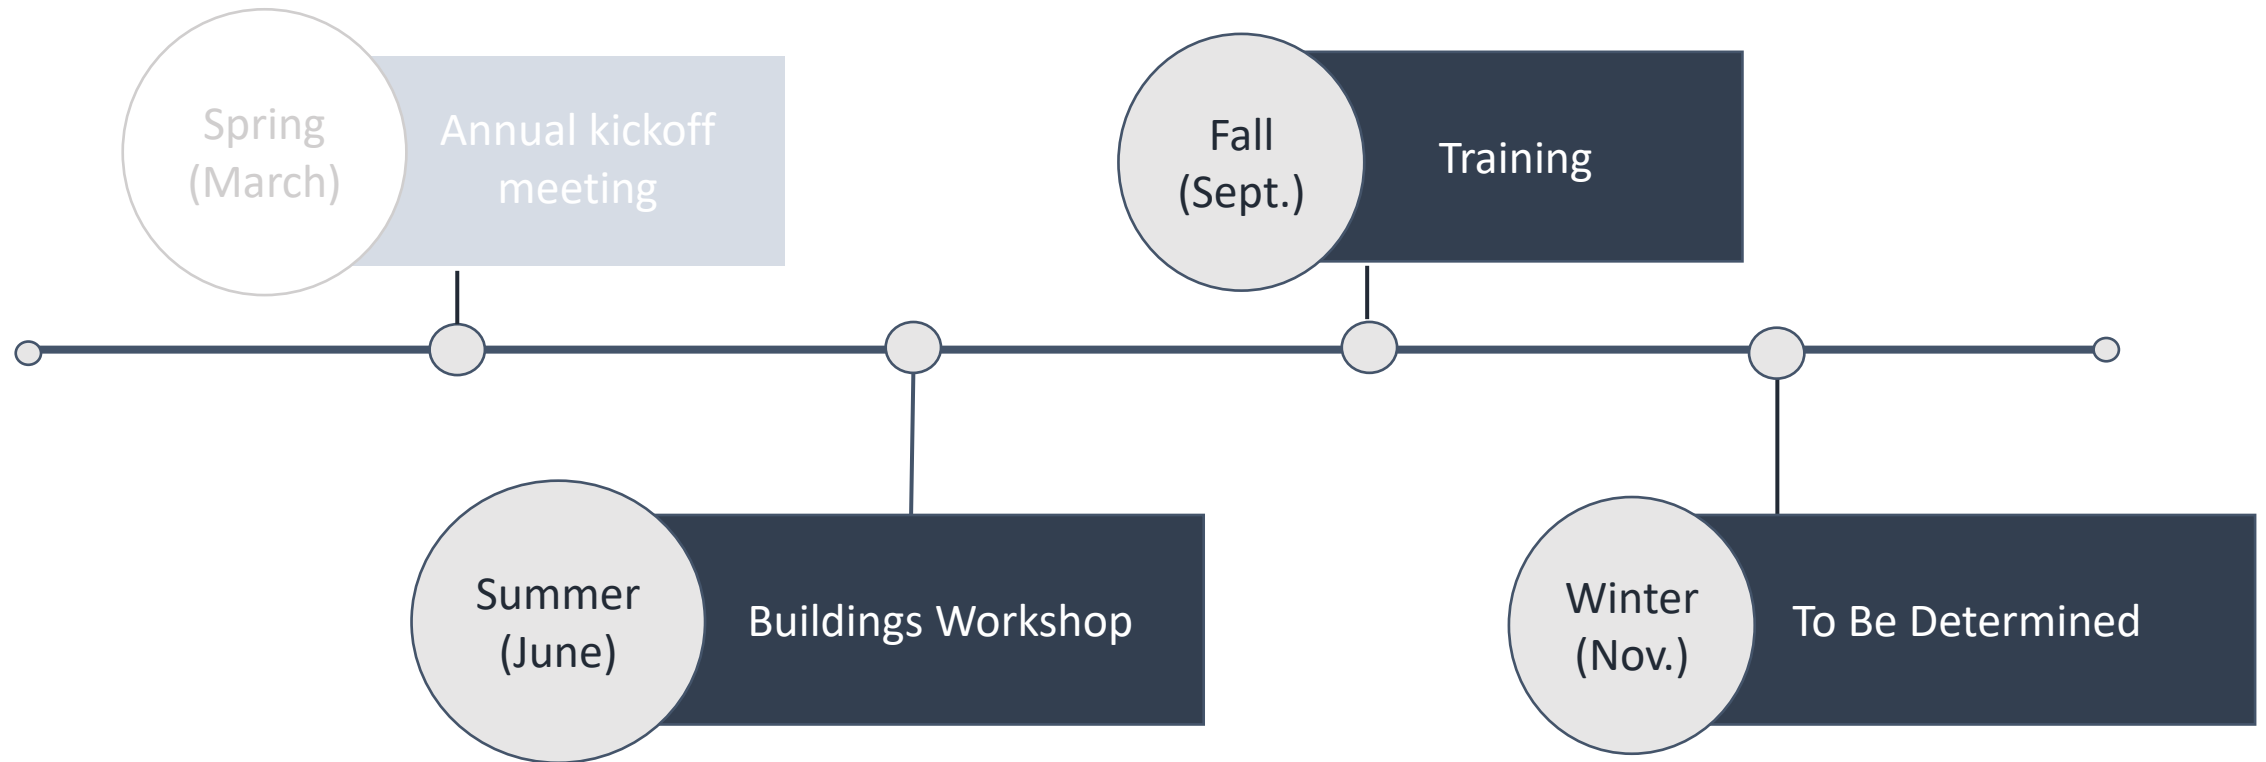 Spring
(March)
Annual kickoff
meeting
Fall
(Sept.)
Training
Summer
(June)
Buildings Workshop
Winter
(Nov.)
To Be Determined